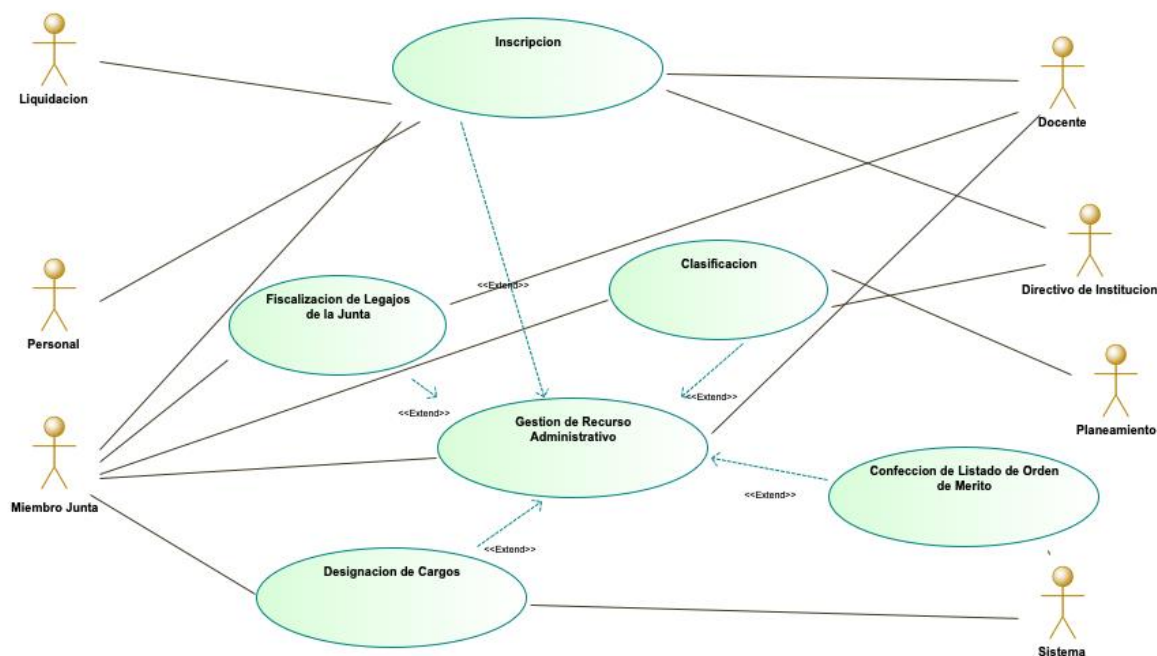 Inscripcion
Liquidacion
Docente
Clasificacion
<<Extend>>
Fiscalizacion de Legajos
de la Junta
Directivo de Institucion
Personal
<<Extend>>
<<Extend>>
Gestion de Recurso
Administrativo
Planeamiento
Confeccion de Listado de Orden
de Merito
<<Extend>>
Miembro Junta
<<Extend>>
Designacion de Cargos
Sistema